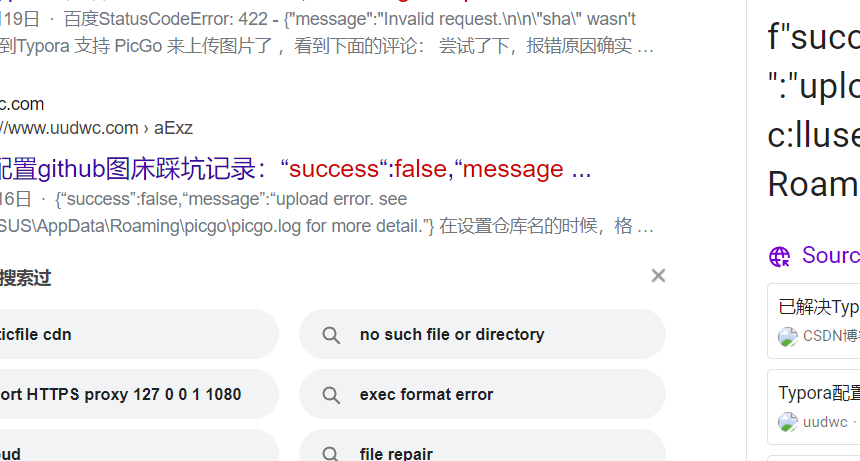 19日 · 百度StatusCodeError: 422 - {"message":"Invalid request.\n\n\"sha\" wasn't
到Typora 支持 PicGo 来上传图片了 ，看到下面的评论： 尝试了下，报错原因确实 ...
c.com
//www.uudwc.com › aExz
配置github图床踩坑记录：“success“:false,“message ...
16日 · {“success”:false,“message”:“upload error. see
SUS\AppData\Roaming\picgo\picgo.log for more detail.”} 在设置仓库名的时候，格 ...
搜索过
ticfile cdn
no such file or directory
ort HTTPS proxy 127 0 0 1 1080
exec format error
oud
file repair
f"succ
":"uplo
c:lluse
Roam
Sourc
已解决Typ
CSDN博客
Typora配置
uudwc ·